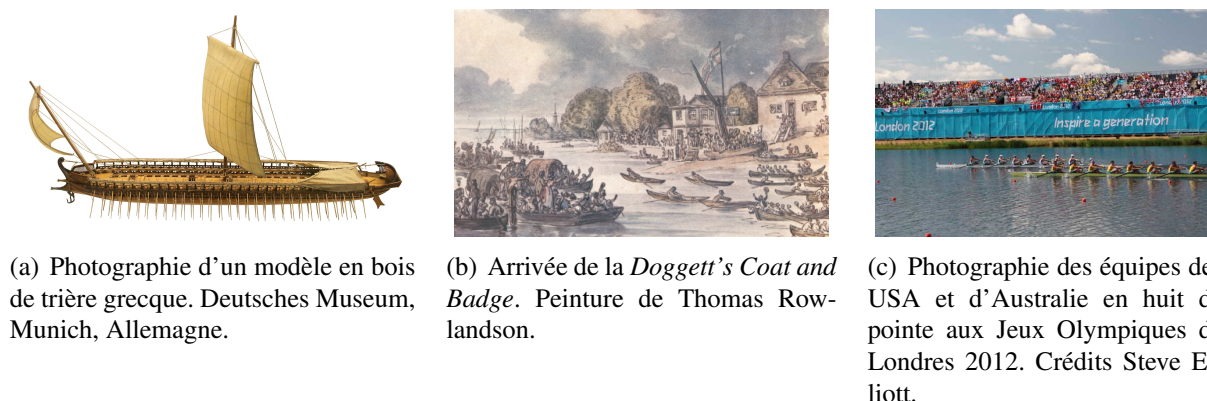 London 2012
Inspire a generation
(a) Photographie d'un modèle en bois
de trière grecque. Deutsches Museum,
Munich, Allemagne.
(b) Arrivée de la Doggett's Coat and
Badge. Peinture de Thomas Row-
landson.
(c) Photographie des équipes de
USA et d'Australie en huit d
pointe aux Jeux Olympiques d
Londres 2012. Crédits Steve E
liott.